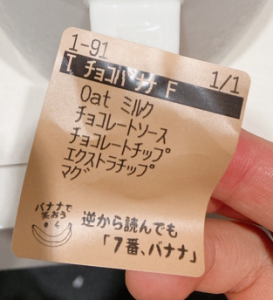 1-91
1/1
T チョコバナナ F
Oat ミルク
チョコレートソース
チョコレートチップ
エクストラチップ
マグ
バナナで
笑おう
逆から読んでも
「7番、バナナ」